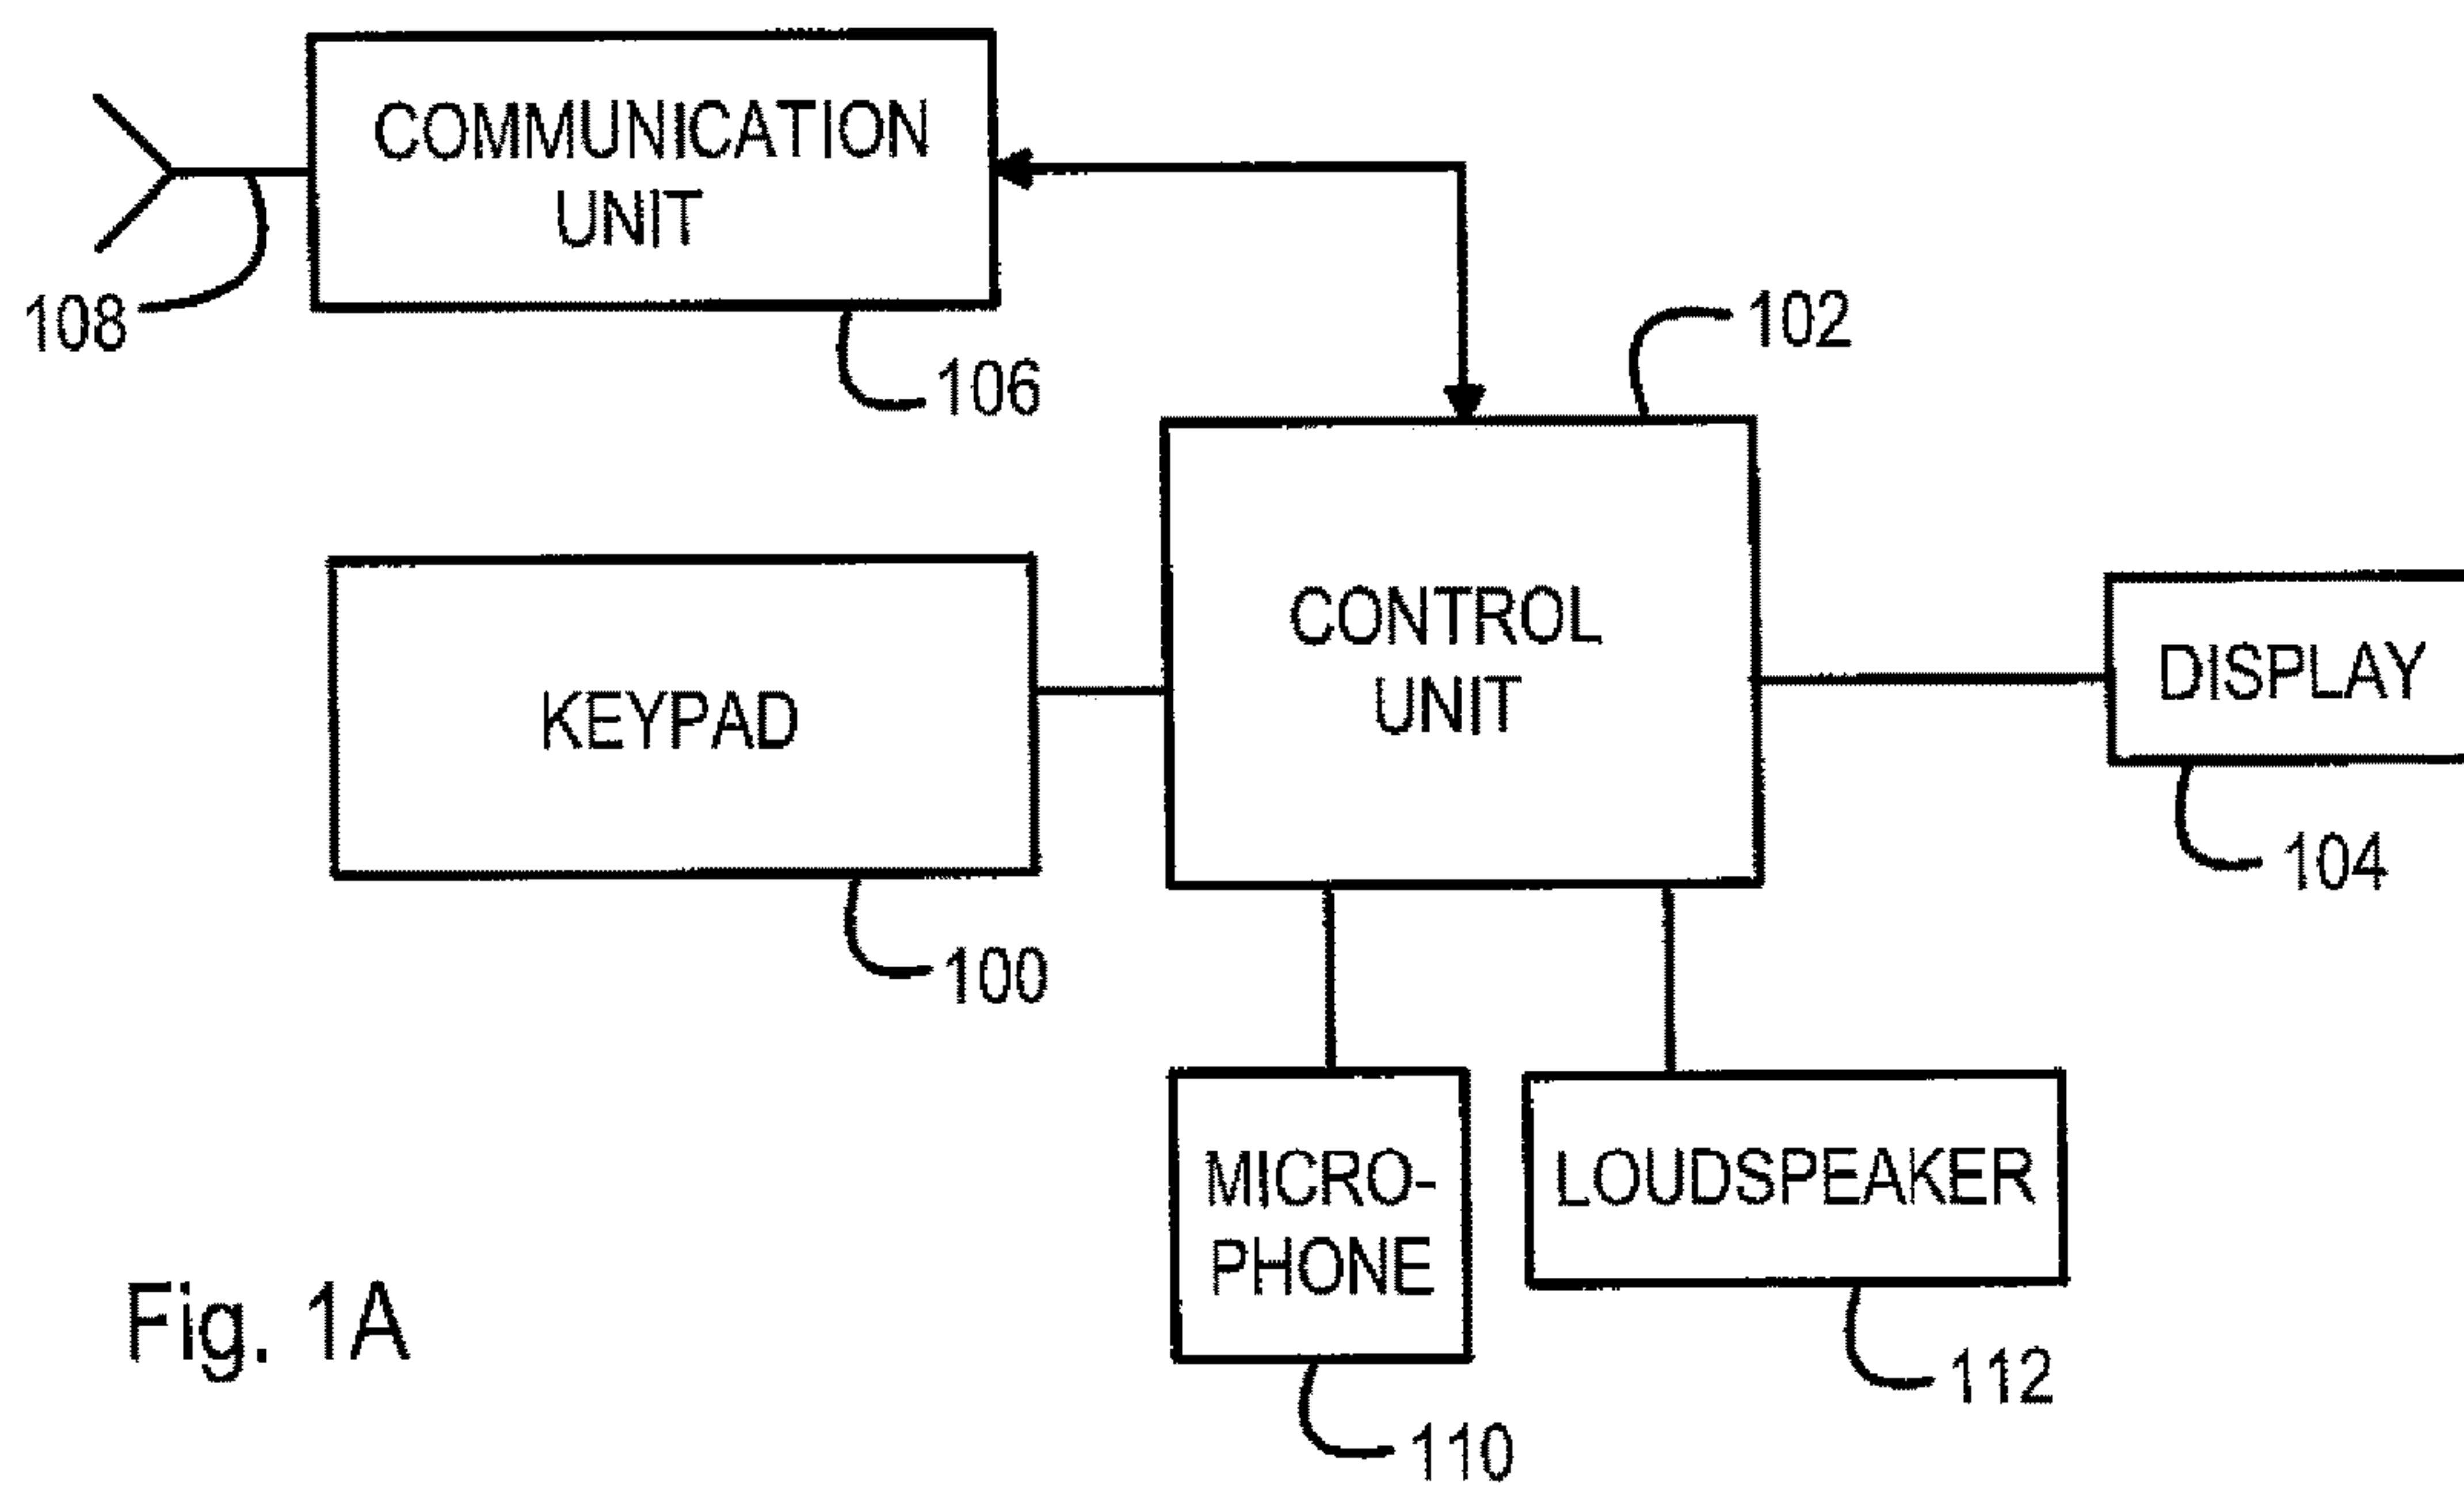 COMMUNICATION
UNIT
108
106
102
CONTROL
UNIT
KEYPAD
DISPLAY
104
100
MICRO-
PHONE
LOUDSPEAKER
112
110
Fig. 1A